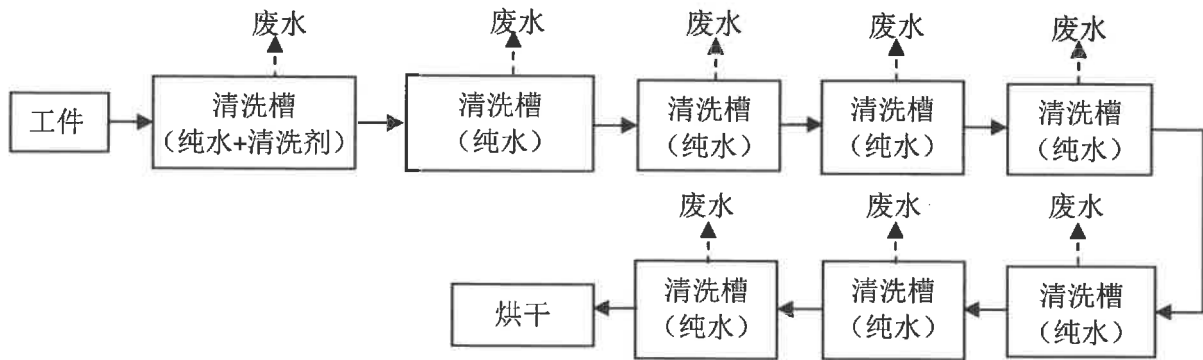 废水
废水
废水
废水
废水
工件
清洗槽
（纯水+清洗剂）
清洗槽
（纯水）
清洗槽
（纯水）
清洗槽
（纯水）
清洗槽
（纯水）
废水
废水
废水
烘干
清洗槽
（纯水）
清洗槽
（纯水）
清洗槽
（纯水）